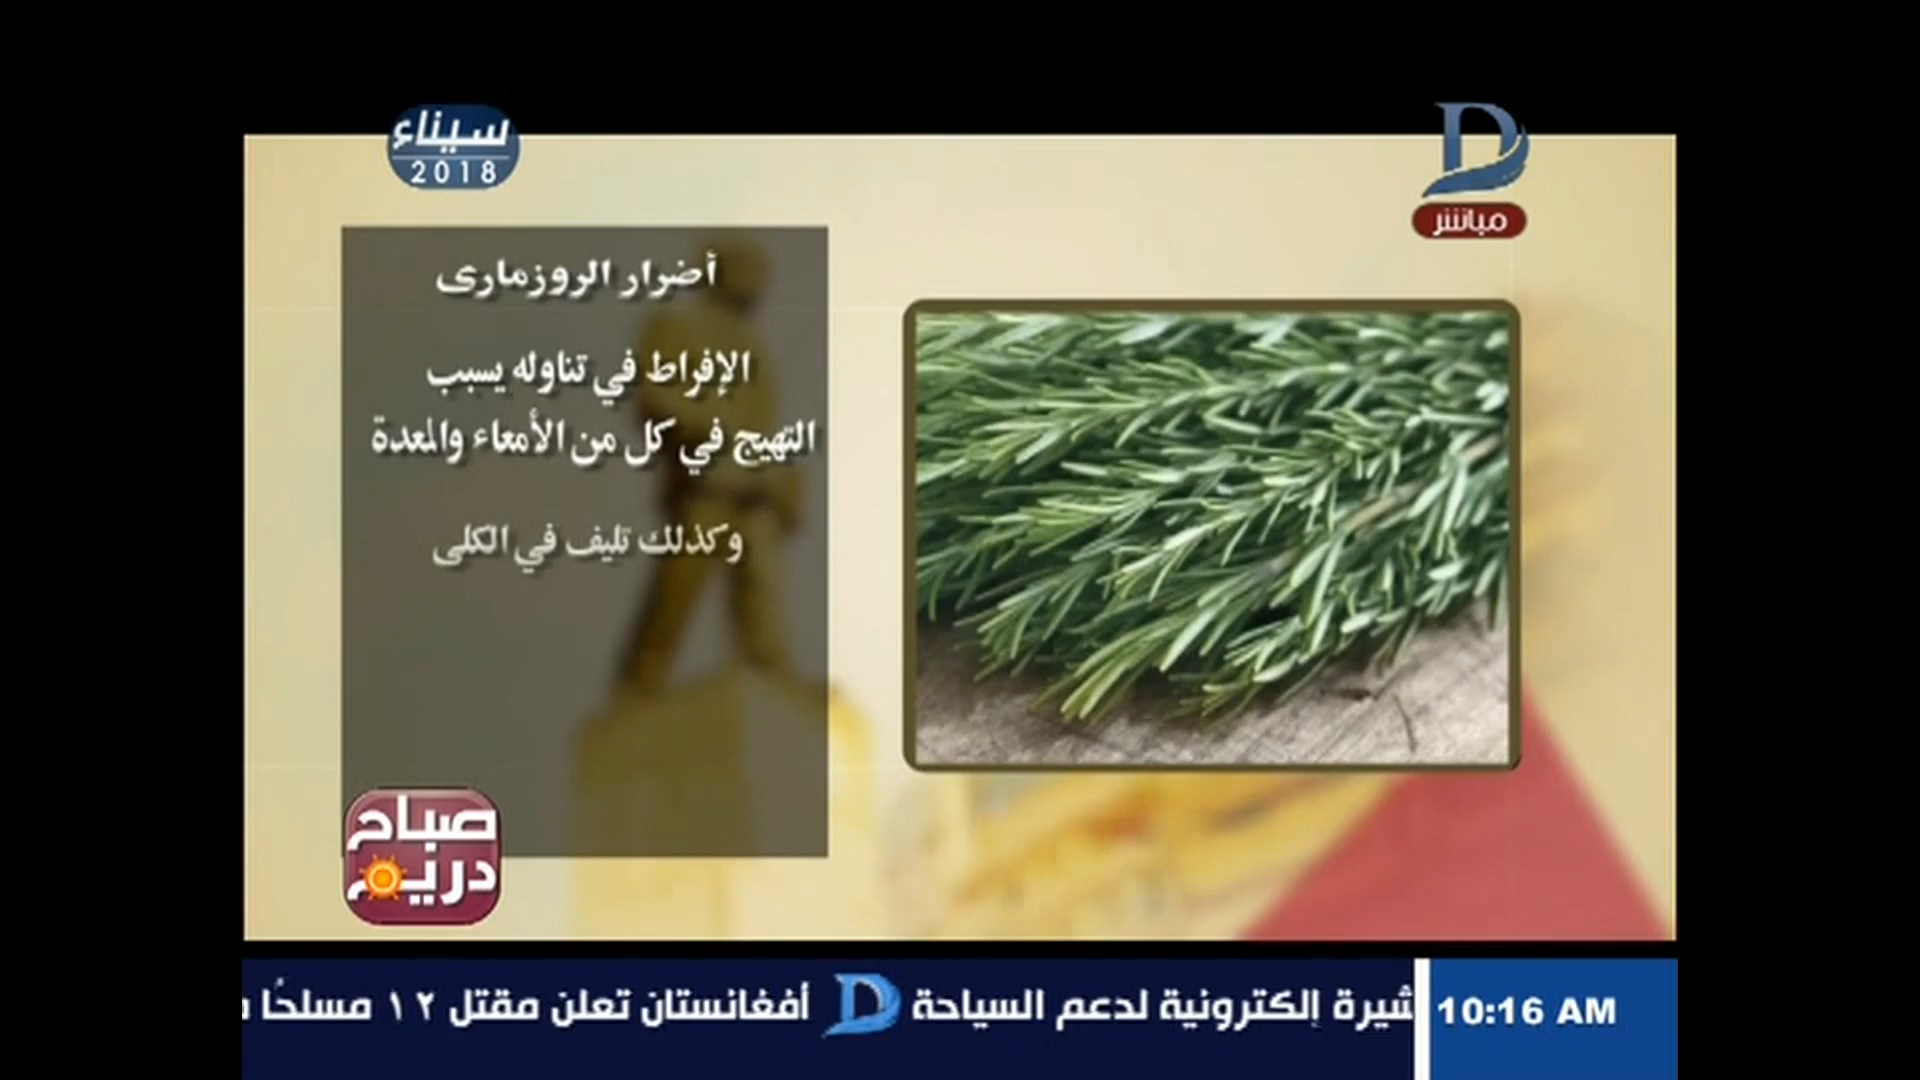 سيناء
2018
مباشر
أضرار الروزمارى
الإفراط في تناوله يسبب
التهيج في كل من الأمعاء والمعدة
وكذلك تليف في الكلى
صباح
دريم
شيرة إلكترونية لدعم السياحة
أفغانستان تعلن مقتل ١٢ مسلحًا
10:16 AM